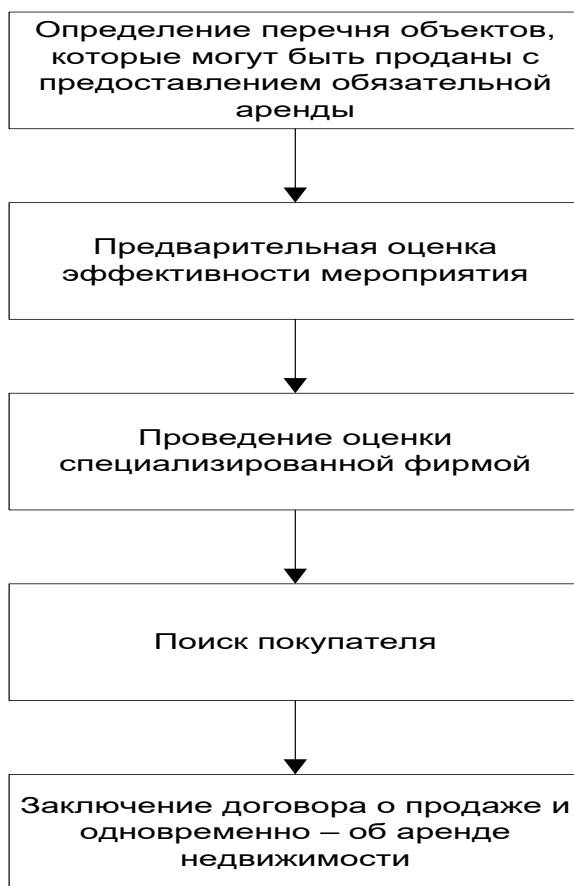 Определение перечня объектов,
которые могут быть проданы с
предоставлением обязательной
аренды
Предварительная оценка
эффективности мероприятия
Проведение оценки
специализированной фирмой
Поиск покупателя
Заключение договора о продаже и
одновременно – об аренде
недвижимости